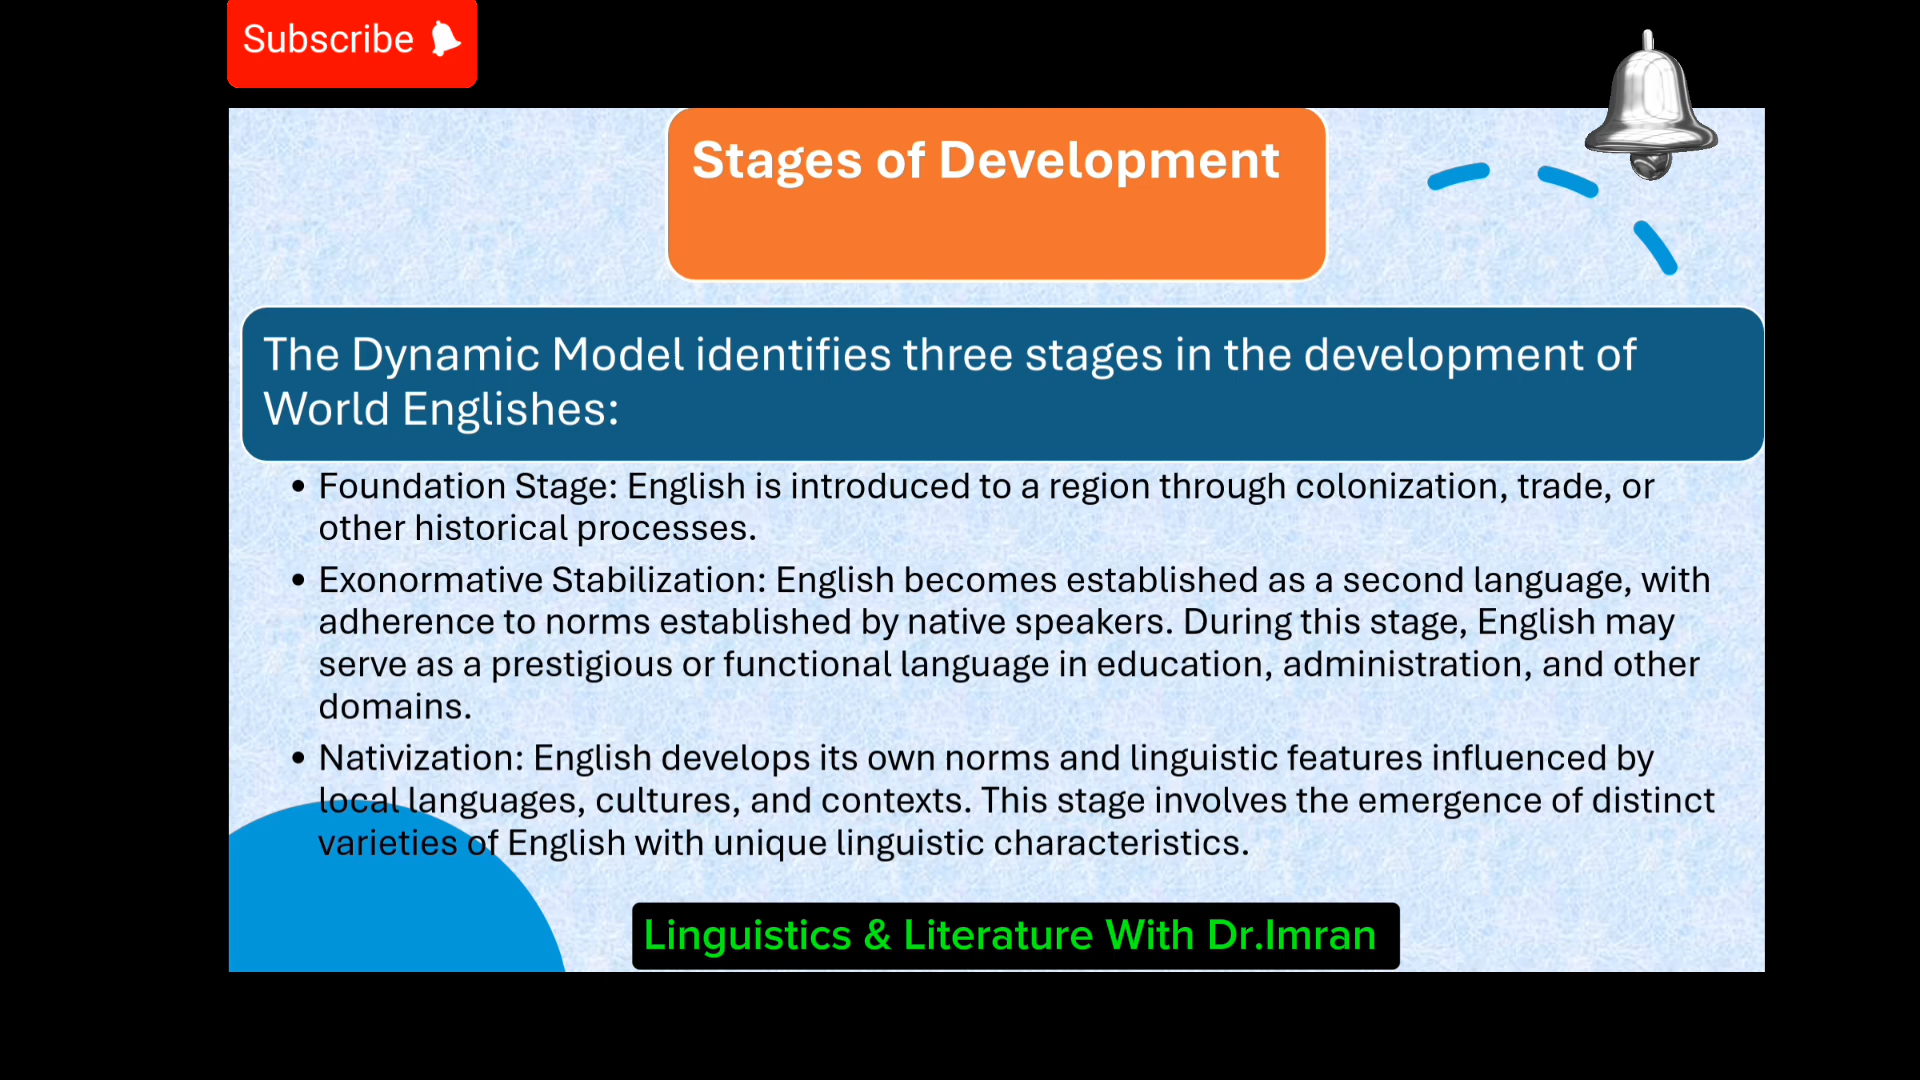 Subscribe
Stages of Development
The Dynamic Model identifies three stages in the development of
World Englishes:
• Foundation Stage: English is introduced to a region through colonization, trade, or
other historical processes.
• Exonormative Stabilization: English becomes established as a second language, with
adherence to norms established by native speakers. During this stage, English may
serve as a prestigious or functional language in education, administration, and other
domains.
• Nativization: English develops its own norms and linguistic features influenced by
local languages, cultures, and contexts. This stage involves the emergence of distinct
varieties of English with unique linguistic characteristics.
Linguistics & Literature With Dr.Imran